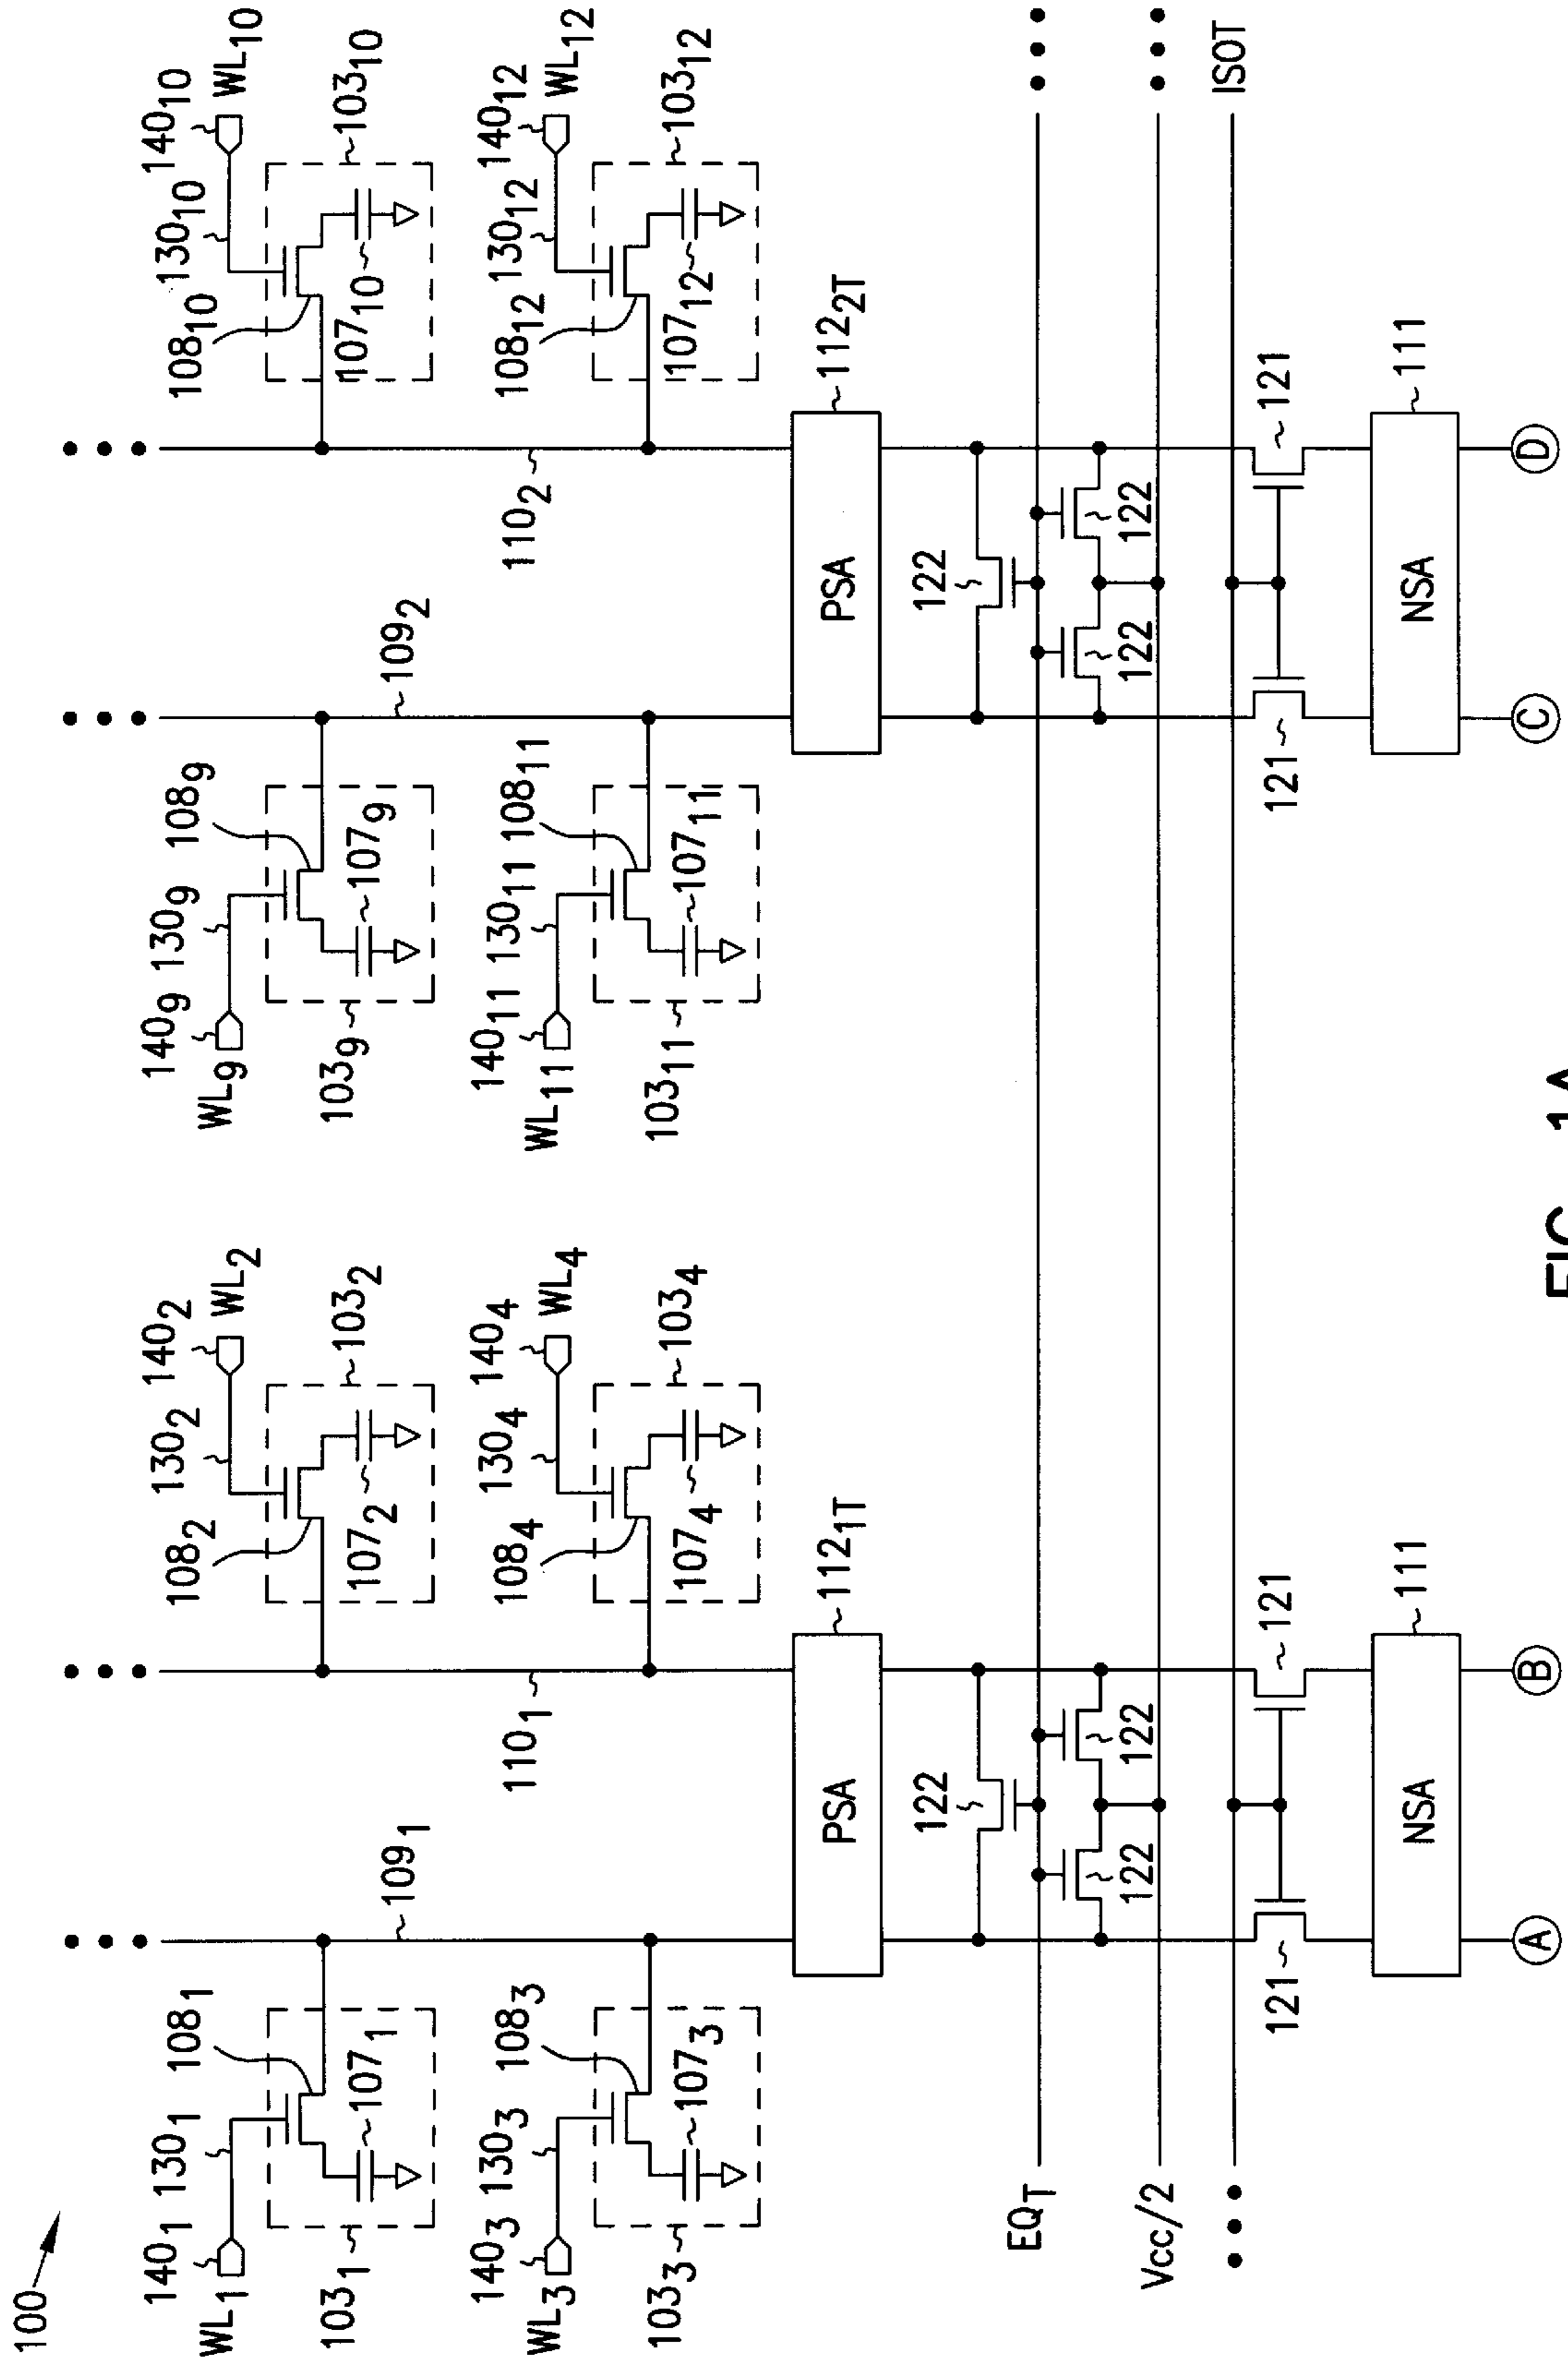 100
140₁ 130₁ 108₁
WL₁
103₁ 107₁
140₃ 130₃ 108₃
WL₃
103₃ 107₃
109₁
108₂ 130₂ 140₂
WL₂
107₂ 103₂
108₄ 130₄ 140₄
WL₄
107₄ 103₄
110₁
140₉ 130₉ 108₉
WL₉
103₉ 107₉
140₁₁ 130₁₁ 108₁₁
WL₁₁
103₁₁ 107₁₁
109₂
108₁₀ 130₁₀ 140₁₀
WL₁₀
107₁₀ 103₁₀
108₁₂ 130₁₂ 140₁₂
WL₁₂
107₁₂ 103₁₂
110₂
PSA 112₁T
PSA 112₂T
122
122
EQT
122 122
122 122
Vcc/2
ISOT
121 121
121 121
NSA 111
NSA 111
A B C D
FIG. 1A